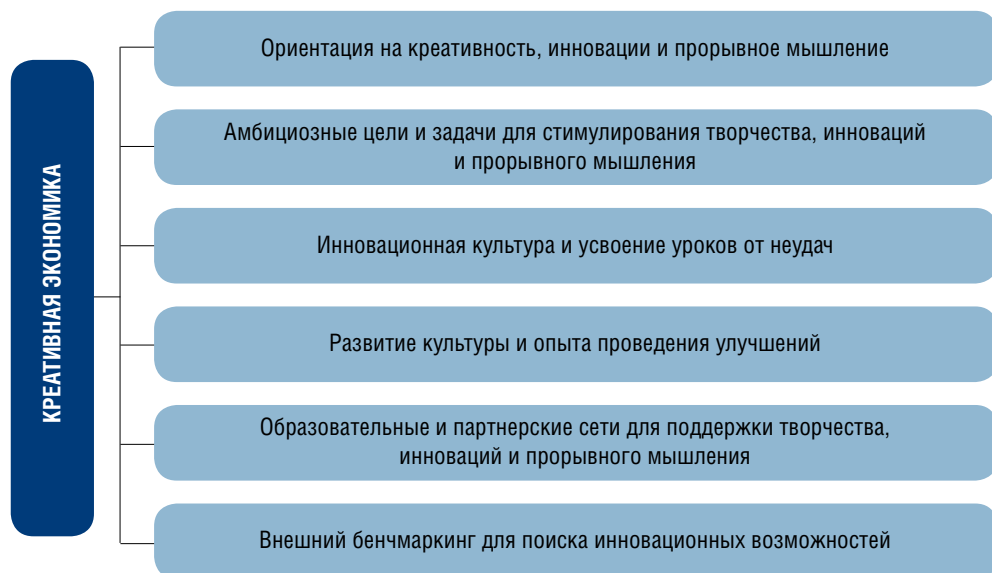 КРЕАТИВНАЯ ЭКОНОМИКА
Ориентация на креативность, инновации и прорывное мышление
Амбициозные цели и задачи для стимулирования творчества, инноваций
и прорывного мышления
Инновационная культура и усвоение уроков от неудач
Развитие культуры и опыта проведения улучшений
Образовательные и партнерские сети для поддержки творчества,
инноваций и прорывного мышления
Внешний бенчмаркинг для поиска инновационных возможностей